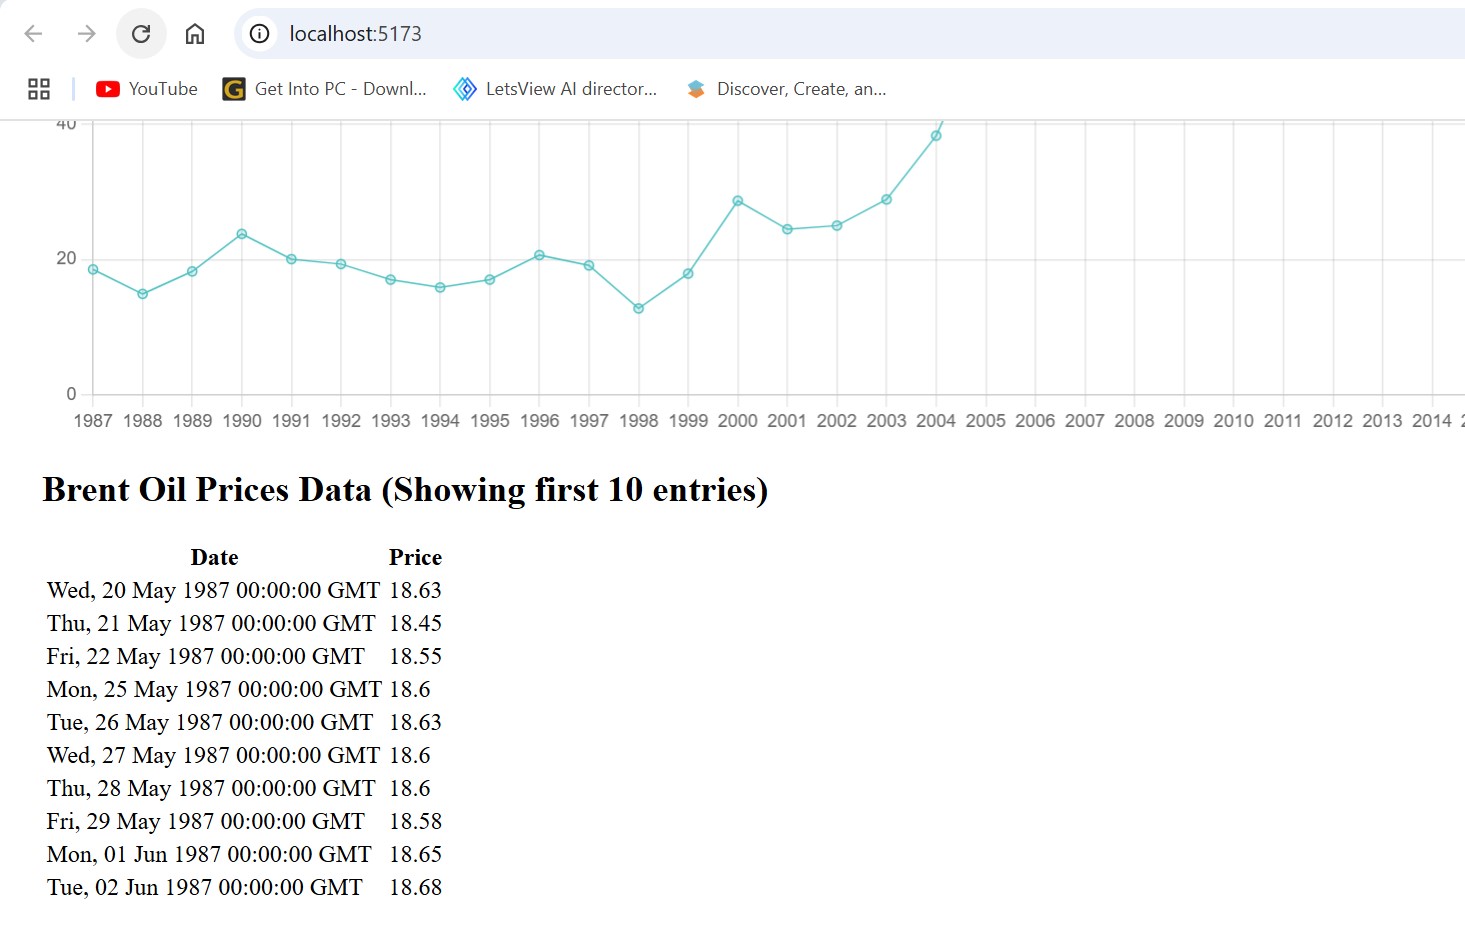 localhost:5173
YouTube Get Into PC - Downl... LetsView AI director... Discover, Create, an...
40
20
0
1987 1988 1989 1990 1991 1992 1993 1994 1995 1996 1997 1998 1999 2000 2001 2002 2003 2004 2005 2006 2007 2008 2009 2010 2011 2012 2013 2014
Brent Oil Prices Data (Showing first 10 entries)
Date Price
Wed, 20 May 1987 00:00:00 GMT 18.63
Thu, 21 May 1987 00:00:00 GMT 18.45
Fri, 22 May 1987 00:00:00 GMT 18.55
Mon, 25 May 1987 00:00:00 GMT 18.6
Tue, 26 May 1987 00:00:00 GMT 18.63
Wed, 27 May 1987 00:00:00 GMT 18.6
Thu, 28 May 1987 00:00:00 GMT 18.6
Fri, 29 May 1987 00:00:00 GMT 18.58
Mon, 01 Jun 1987 00:00:00 GMT 18.65
Tue, 02 Jun 1987 00:00:00 GMT 18.68